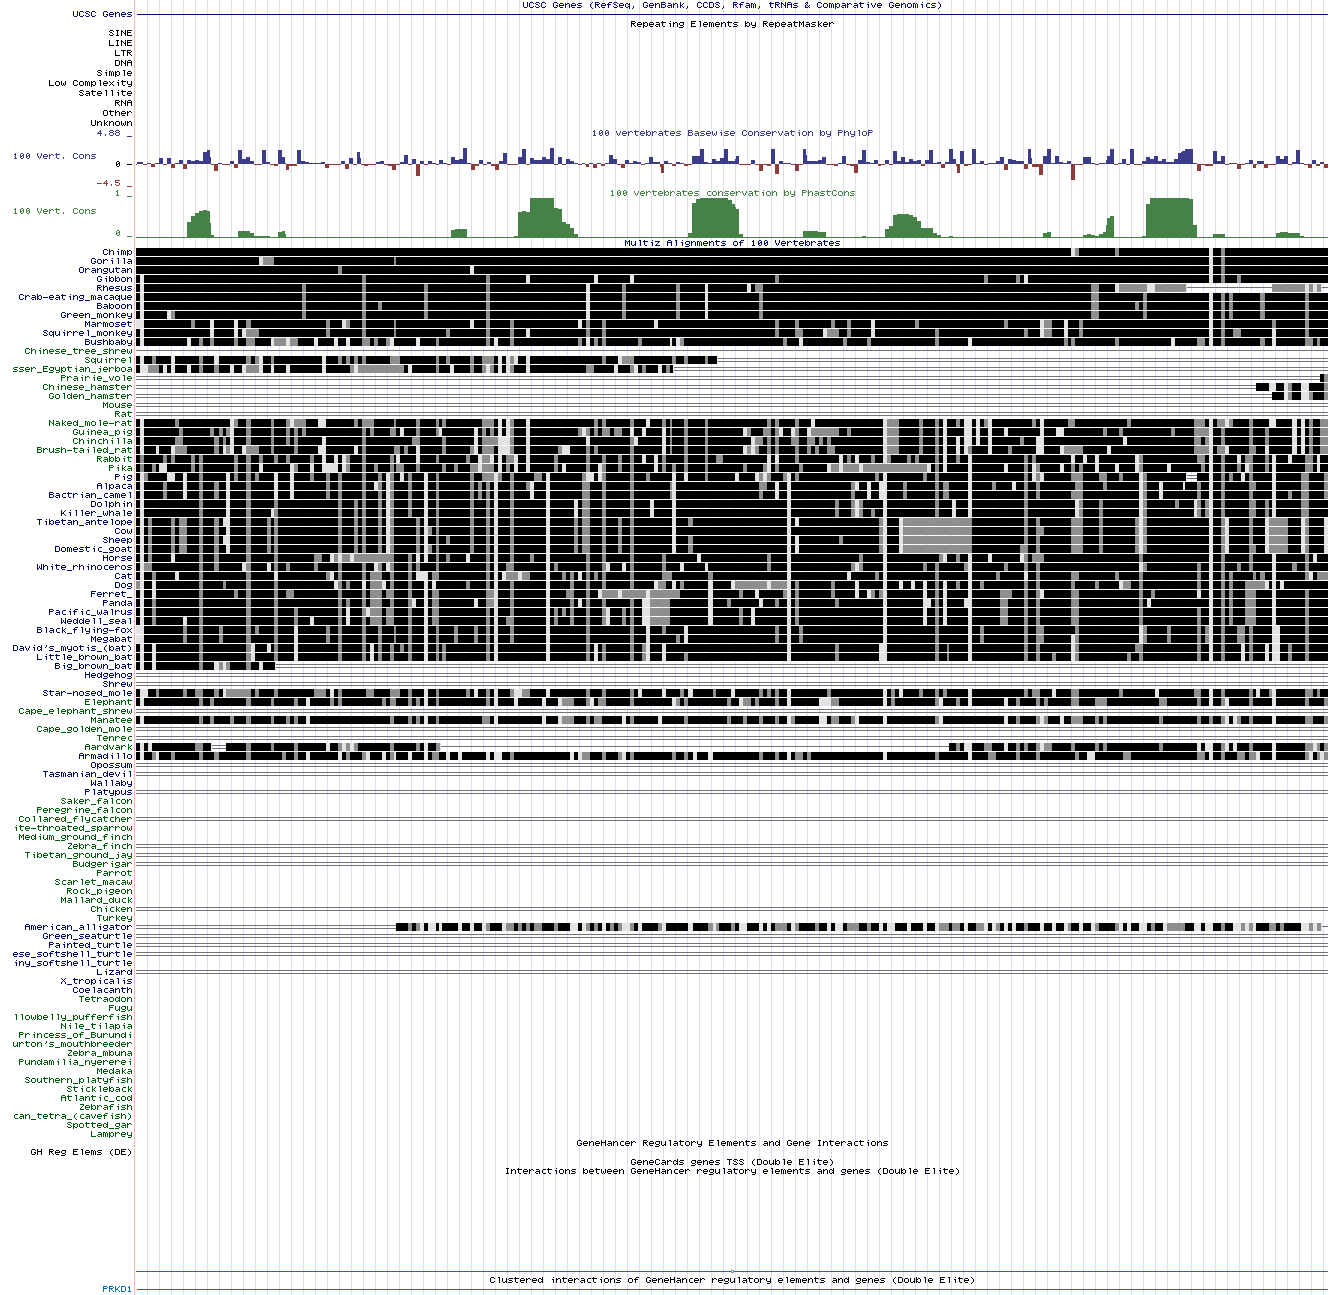 UCSC Genes (RefSeq, GenBank, CCDS, Rfam, tRNAs & Comparative Genomics)
UCSC Genes
Repeating Elements by RepeatMasker
SINE
LINE
LTR
DNA
Simple
Low Complexity
Satellite
RNA
Other
Unknown
100 vertebrates Basewise Conservation by PhyloP
4.88 _
100 Vert. Cons
0 _
-4.5 _
100 vertebrates conservation by PhastCons
1 _
100 Vert. Cons
0 _
Multiz Alignments of 100 Vertebrates
Chimp
Gorilla
Orangutan
Gibbon
Rhesus
Crab-eating_macaque
Baboon
Green_monkey
Marmoset
Squirrel_monkey
Bushbaby
Chinese_tree_shrew
Squirrel
sser_Egyptian_jerboa
Prairie_vole
Chinese_hamster
Golden_hamster
Mouse
Rat
Naked_mole-rat
Guinea_pig
Chinchilla
Brush-tailed_rat
Rabbit
Pika
Pig
Alpaca
Bactrian_camel
Dolphin
Killer_whale
Tibetan_antelope
Cow
Sheep
Domestic_goat
Horse
White_rhinoceros
Cat
Dog
Ferret_
Panda
Pacific_walrus
Weddell_seal
Black_flying-fox
Megabat
David's_myotis_(bat)
Little_brown_bat
Big_brown_bat
Hedgehog
Shrew
Star-nosed_mole
Elephant
Cape_elephant_shrew
Manatee
Cape_golden_mole
Tenrec
Aardvark
Armadillo
Opossum
Tasmanian_devil
Wallaby
Platypus
Saker_falcon
Peregrine_falcon
Collared_flycatcher
ite-throated_sparrow
Medium_ground_finch
Zebra_finch
Tibetan_ground_jay
Budgerigar
Parrot
Scarlet_macaw
Rock_pigeon
Mallard_duck
Chicken
Turkey
American_alligator
Green_seaturtle
Painted_turtle
ese_softshell_turtle
iny_softshell_turtle
Lizard
X_tropicalis
Coelacanth
Tetraodon
Fugu
llowbelly_pufferfish
Nile_tilapia
Princess_of_Burundi
urton's_mouthbreeder
Zebra_mbuna
Pundamilia_nyererei
Medaka
Southern_platyfish
Stickleback
Atlantic_cod
Zebrafish
can_tetra_(cavefish)
Spotted_gar
Lamprey
GeneHancer Regulatory Elements and Gene Interactions
GH Reg Elems (DE)
GeneCards genes TSS (Double Elite)
Interactions between GeneHancer regulatory elements and genes (Double Elite)
Clustered interactions of GeneHancer regulatory elements and genes (Double Elite)
PRKD1